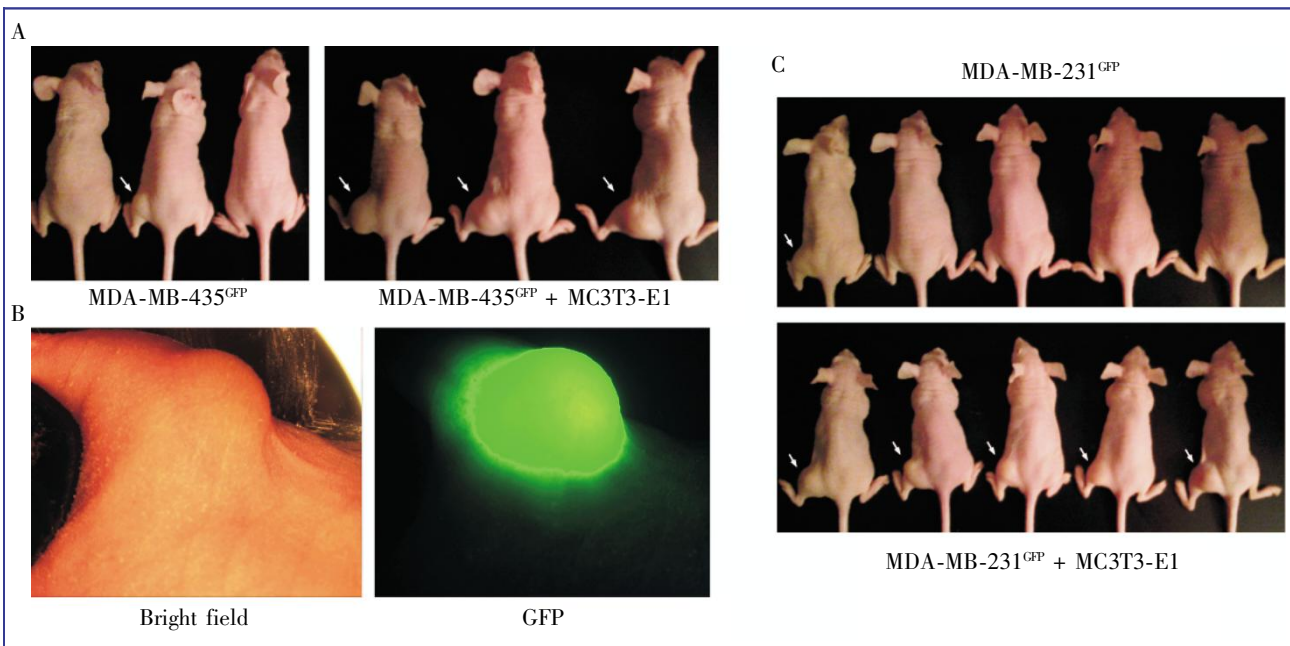 A
MDA-MB-435ᴳᶠᴾ
MDA-MB-435ᴳᶠᴾ + MC3T3-E1
B
Bright field
GFP
C
MDA-MB-231ᴳᶠᴾ
MDA-MB-231ᴳᶠᴾ + MC3T3-E1